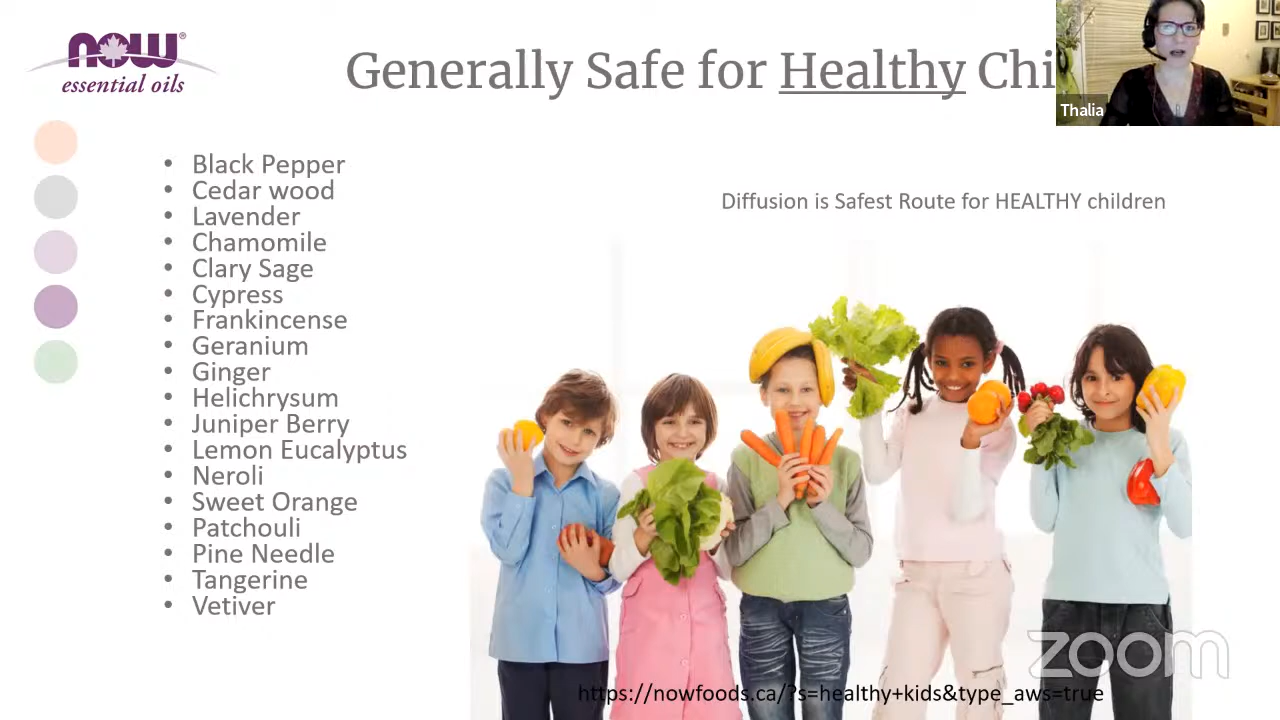 now®
essential oils
Generally Safe for Healthy Chi
Thalia
• Black Pepper
• Cedar wood
• Lavender
• Chamomile
• Clary Sage
• Cypress
• Frankincense
• Geranium
• Ginger
• Helichrysum
• Juniper Berry
• Lemon Eucalyptus
• Neroli
• Sweet Orange
• Patchouli
• Pine Needle
• Tangerine
• Vetiver
Diffusion is Safest Route for HEALTHY children
zoom
https://nowfoods.ca/?s=healthy+kids&type_aws=true